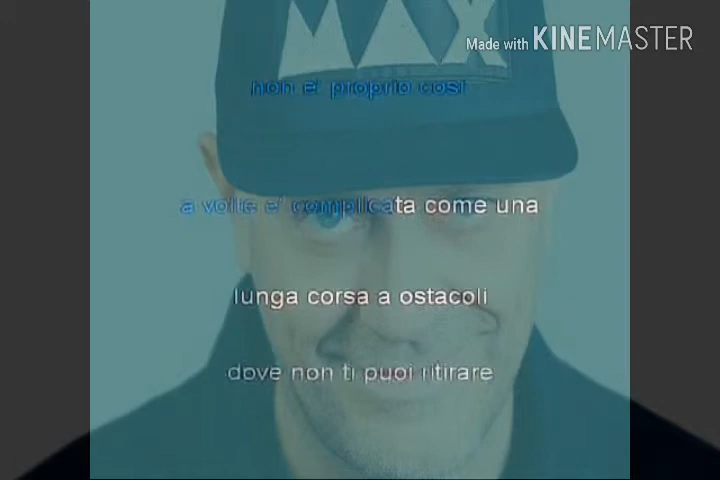 MAX
Made with KINEMASTER
non e' proprio cosi
a volte e' complicata come una
lunga corsa a ostacoli
dove non ti puoi ritirare